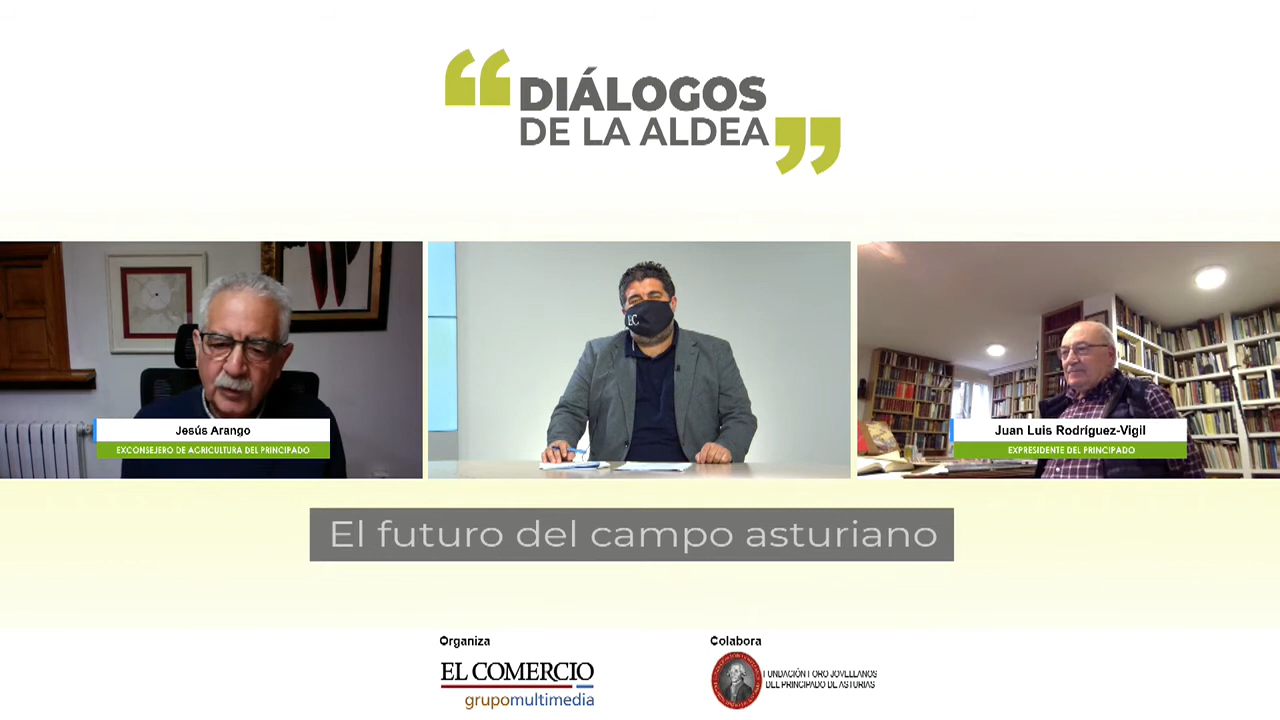 DIÁLOGOS
DE LA ALDEA
EC
Jesús Arango
EXCONSEJERO DE AGRICULTURA DEL PRINCIPADO
Juan Luis Rodríguez-Vigil
EXPRESIDENTE DEL PRINCIPADO
El futuro del campo asturiano
Organiza
EL COMERCIO
grupomultimedia
Colabora
FUNDACIÓN FORO JOVELLANOS
DEL PRINCIPADO DE ASTURIAS